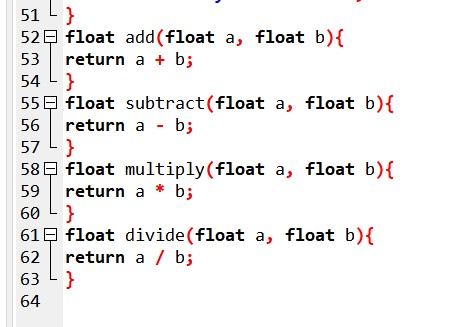 51 }
52 float add(float a, float b){
53 return a + b;
54 }
55 float subtract(float a, float b){
56 return a - b;
57 }
58 float multiply(float a, float b){
59 return a * b;
60 }
61 float divide(float a, float b){
62 return a / b;
63 }
64